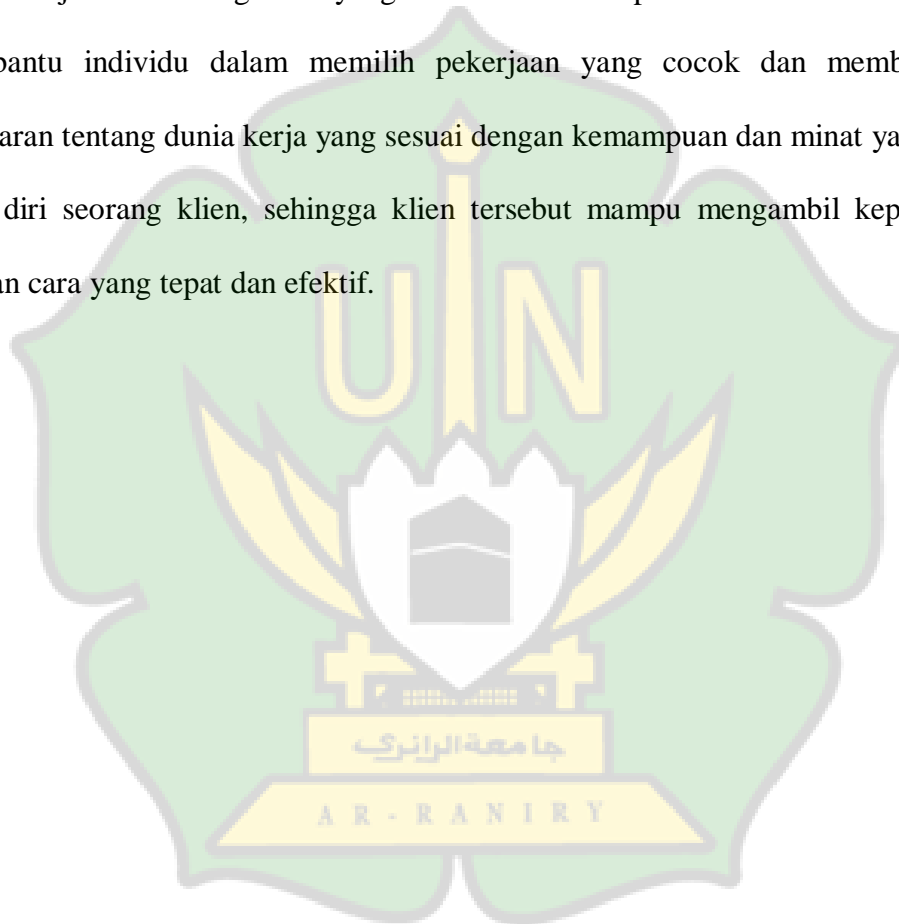 bantu individu dalam memilih pekerjaan yang cocok dan memb
aran tentang dunia kerja yang sesuai dengan kemampuan dan minat ya
diri seorang klien, sehingga klien tersebut mampu mengambil kep
an cara yang tepat dan efektif.
UIN
جامعة الرانري
AR-RANIRY